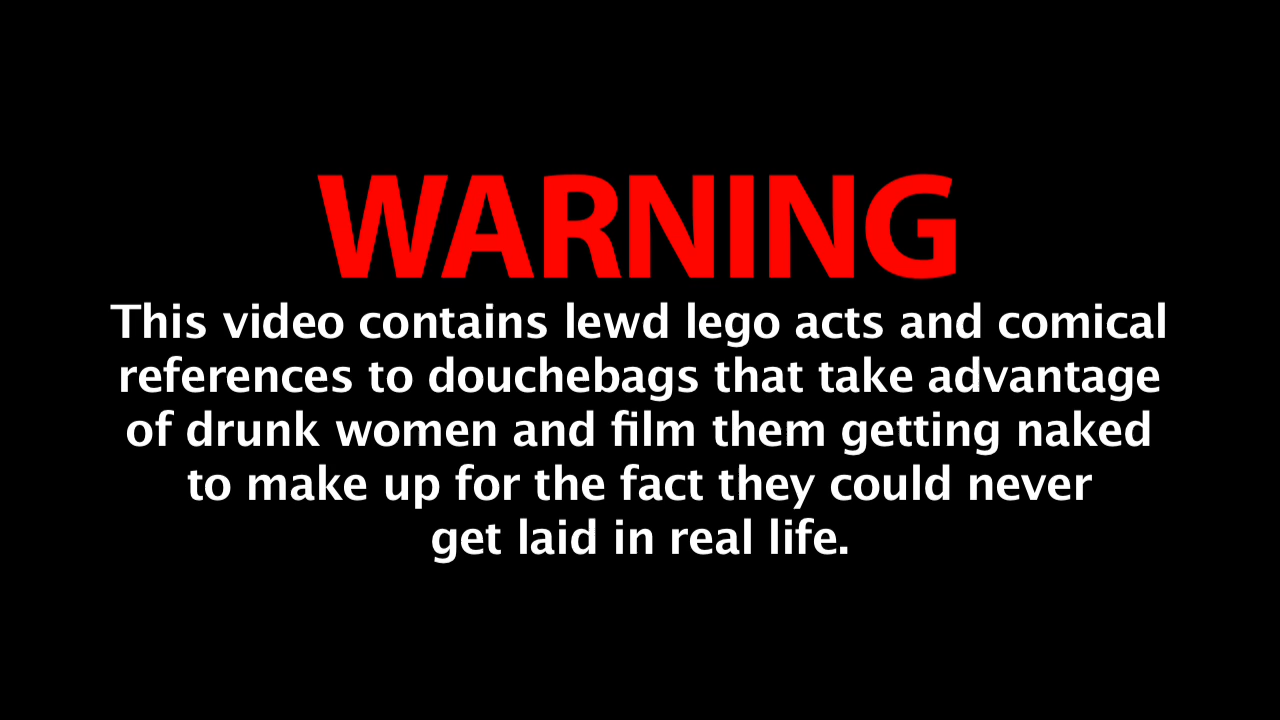 WARNING
This video contains lewd lego acts and comical
references to douchebags that take advantage
of drunk women and film them getting naked
to make up for the fact they could never
get laid in real life.